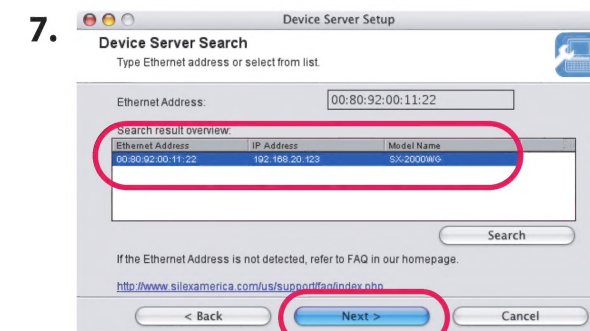 7.
Device Server Setup
Device Server Search
Type Ethernet address or select from list.
Ethernet Address: 00:80:92:00:11:22
Search result overview:
Ethernet Address IP Address Model Name
00:80:92:00:11:22 192.168.20.123 SX-2000WG
Search
If the Ethernet Address is not detected, refer to FAQ in our homepage.
http://www.silexamerica.com/us/support/faq/index.php
< Back Next > Cancel